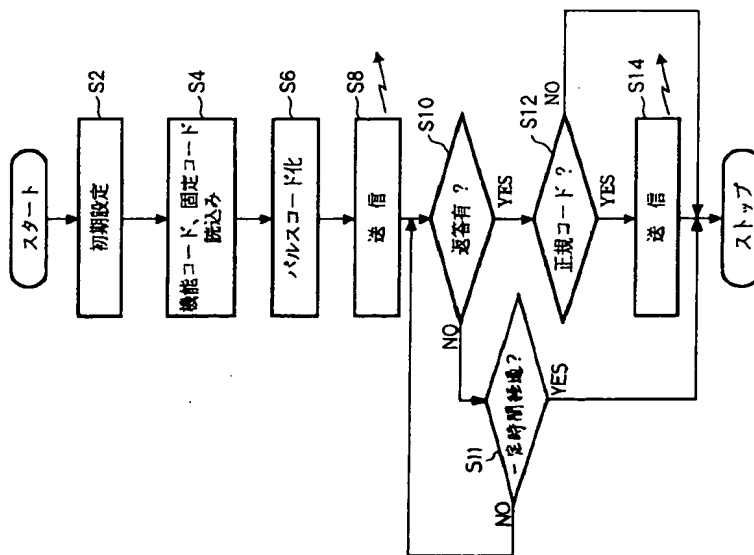 スタート
初期設定
S2
機能コード、固定コード
読込み
S4
パルスコード化
S6
送信
S8
返答有？
S10
YES
NO
一定時間経過？
S11
YES
NO
正規コード？
S12
NO
YES
送信
S14
ストップ